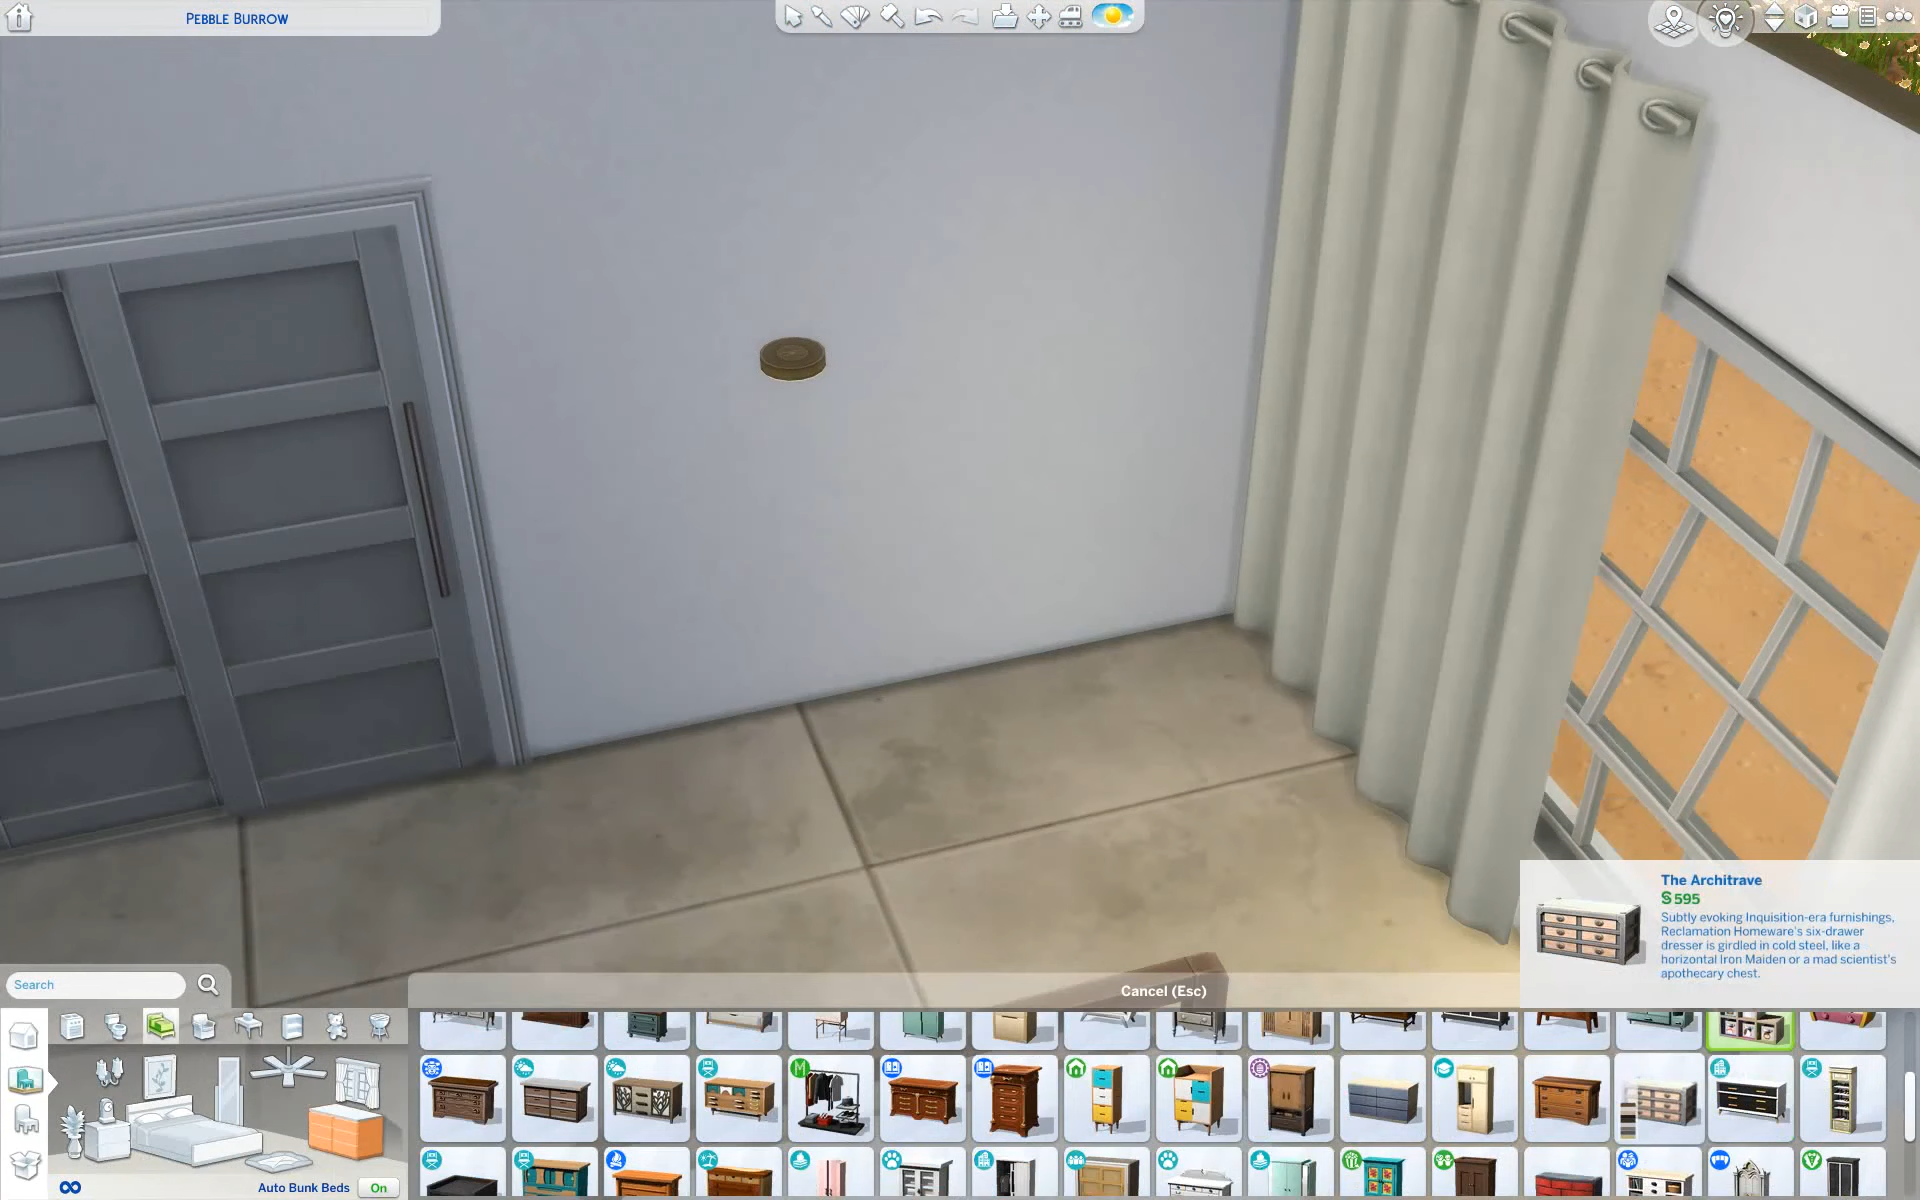 Pebble Burrow
The Architrave
§595
Subtly evoking Inquisition-era furnishings,
Reclamation Homeware's six-drawer
dresser is girdled in cold steel, like a
horizontal Iron Maiden or a mad scientist's
apothecary chest.
Search
Cancel (Esc)
Auto Bunk Beds On